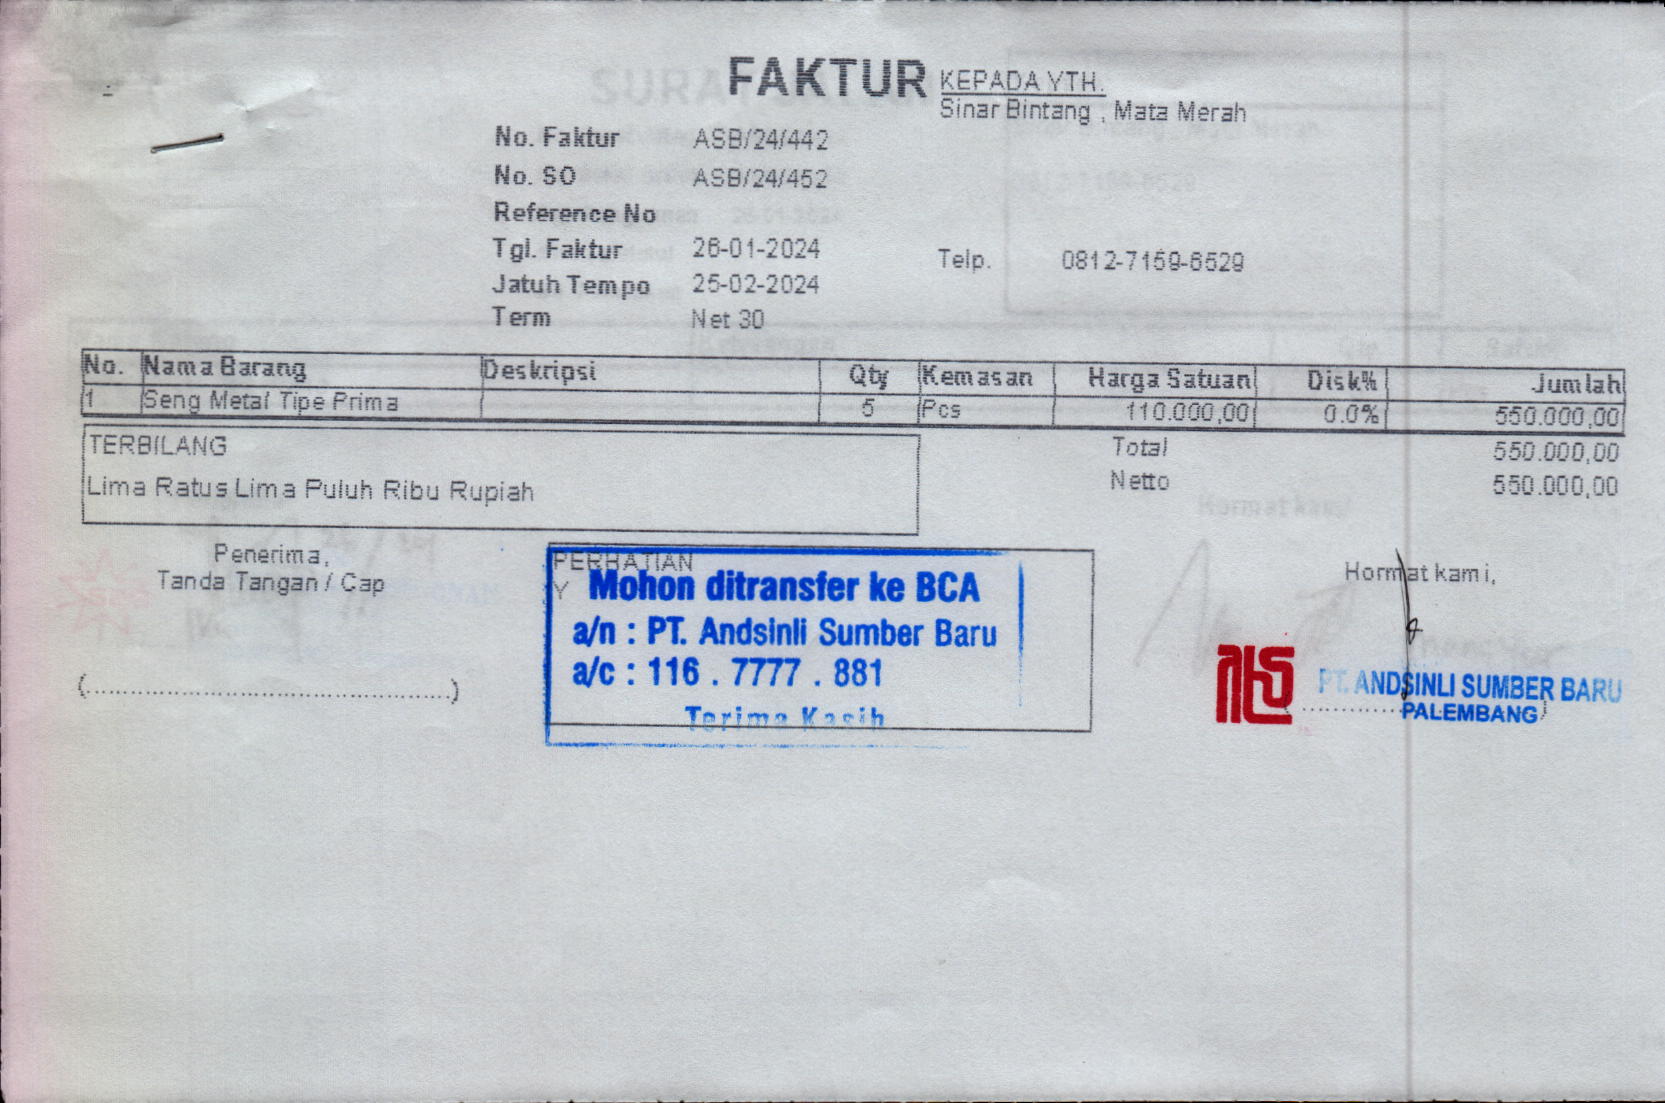 FAKTUR
KEPADA YTH.
Sinar Bintang , Mata Merah
No. Faktur ASB/24/442
No. SO ASB/24/452
Reference No
Tgl. Faktur 26-01-2024
Telp. 0812-7159-6529
Jatuh Tempo 25-02-2024
Term Net 30
No. Nama Barang Deskripsi Qty Kemasan Harga Satuan Disk% Jumlah
1 Seng Metal Tipe Prima 5 Pcs 110.000,00 0.0% 550.000,00
TERBILANG
Total 550.000,00
Lima Ratus Lima Puluh Ribu Rupiah
Netto 550.000,00
Penerima,
Tanda Tangan / Cap
PERHATIAN
Y
Mohon ditransfer ke BCA
a/n : PT. Andsinli Sumber Baru
a/c : 116 . 7777 . 881
Terima Kasih
Hormat kami,
PT. ANDSINLI SUMBER BARU
PALEMBANG